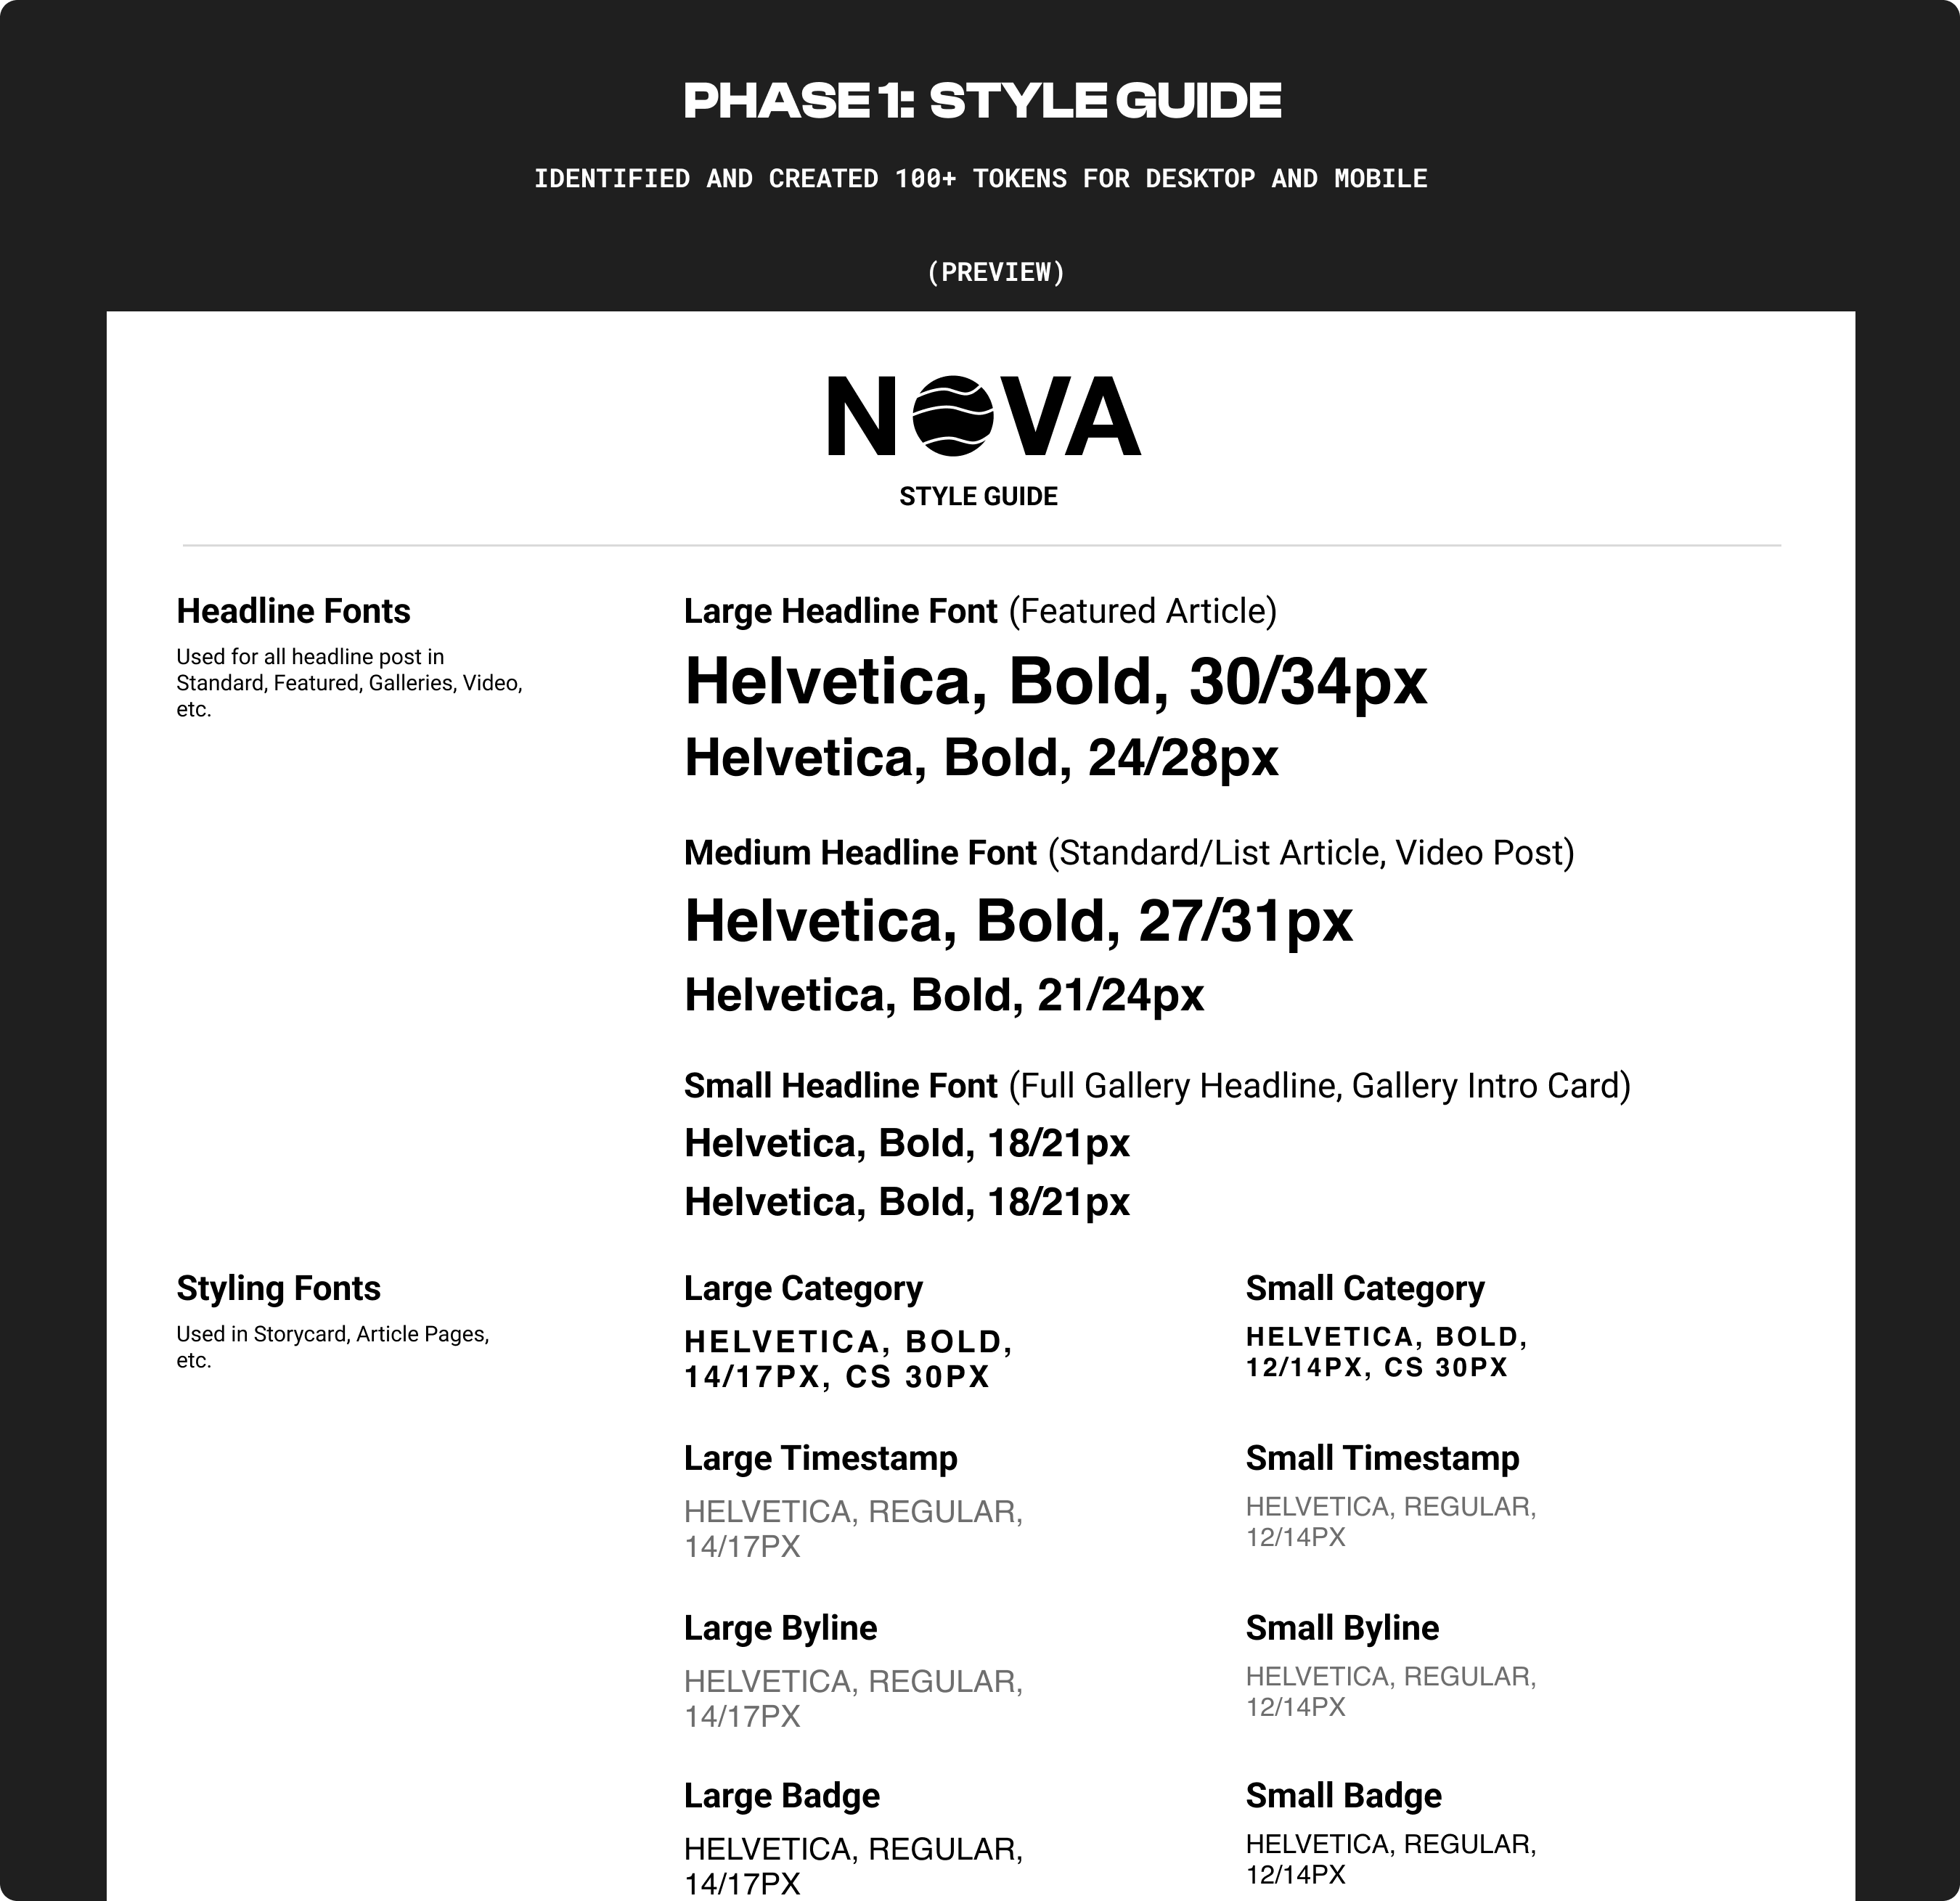 PHASE 1: STYLE GUIDE
IDENTIFIED AND CREATED 100+ TOKENS FOR DESKTOP AND MOBILE
(PREVIEW)
NOVA
STYLE GUIDE
Headline Fonts
Used for all headline post in
Standard, Featured, Galleries, Video,
etc.
Large Headline Font (Featured Article)
Helvetica, Bold, 30/34px
Helvetica, Bold, 24/28px
Medium Headline Font (Standard/List Article, Video Post)
Helvetica, Bold, 27/31px
Helvetica, Bold, 21/24px
Small Headline Font (Full Gallery Headline, Gallery Intro Card)
Helvetica, Bold, 18/21px
Helvetica, Bold, 18/21px
Styling Fonts
Used in Storycard, Article Pages,
etc.
Large Category
HELVETICA, BOLD,
14/17PX, CS 30PX
Small Category
HELVETICA, BOLD,
12/14PX, CS 30PX
Large Timestamp
HELVETICA, REGULAR,
14/17PX
Small Timestamp
HELVETICA, REGULAR,
12/14PX
Large Byline
HELVETICA, REGULAR,
14/17PX
Small Byline
HELVETICA, REGULAR,
12/14PX
Large Badge
HELVETICA, REGULAR,
14/17PX
Small Badge
HELVETICA, REGULAR,
12/14PX